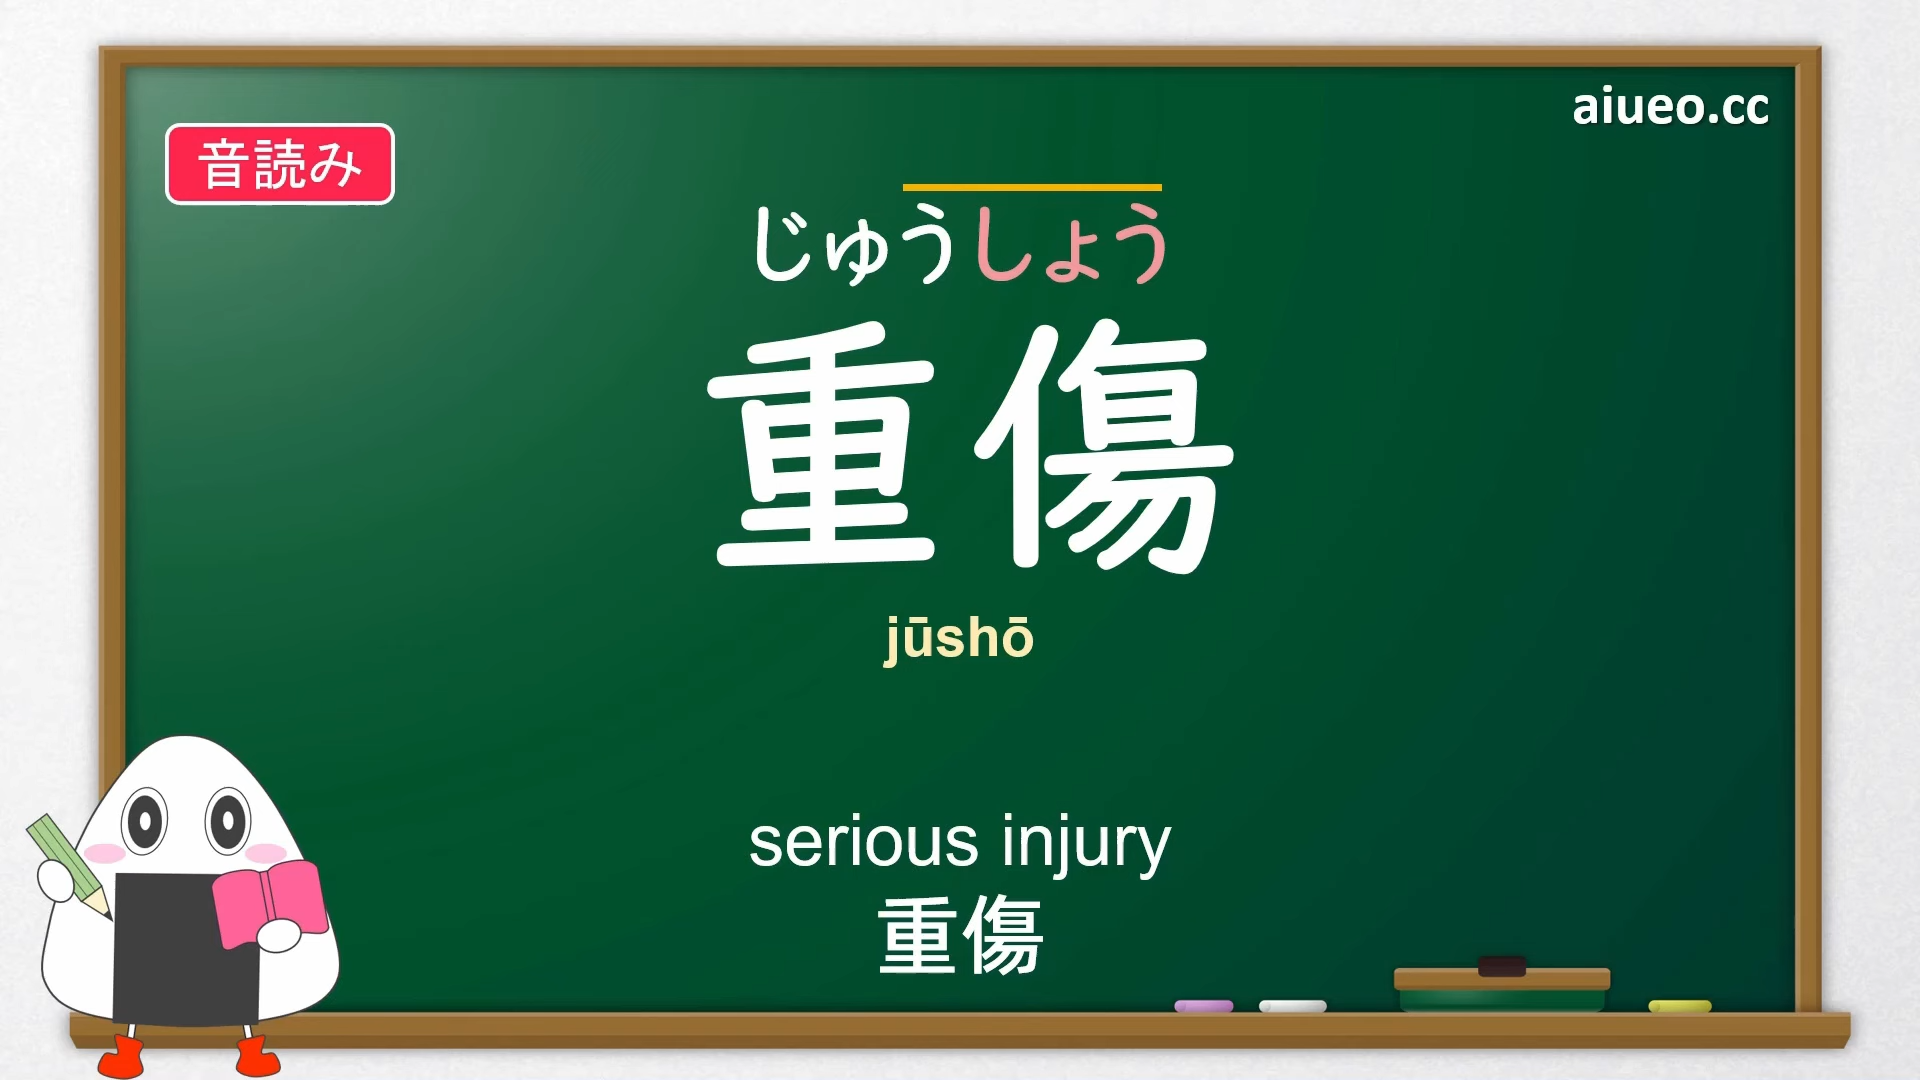 aiueo.cc
音読み
じゅうしょう
重傷
jūshō
serious injury
重傷